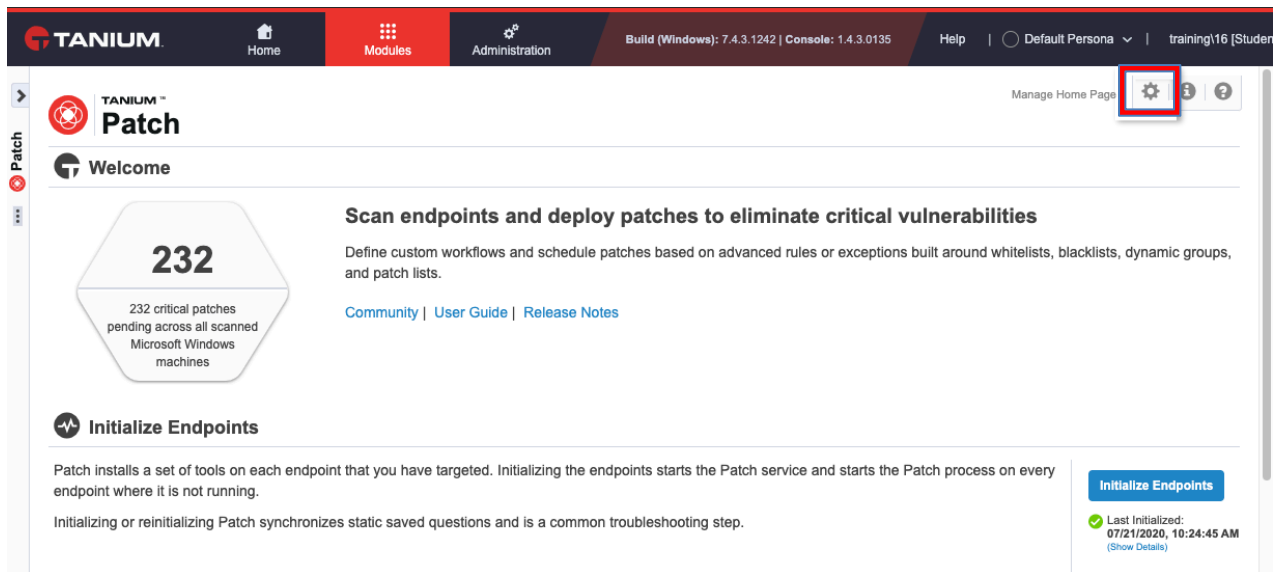 TANIUM.
Home
Modules
Administration
Build (Windows): 7.4.3.1242 | Console: 1.4.3.0135
Help | Default Persona | training\16 [Studen
Patch
TANIUM™
Patch
Manage Home Page
Welcome
232
232 critical patches
pending across all scanned
Microsoft Windows
machines
Scan endpoints and deploy patches to eliminate critical vulnerabilities
Define custom workflows and schedule patches based on advanced rules or exceptions built around whitelists, blacklists, dynamic groups,
and patch lists.
Community | User Guide | Release Notes
Initialize Endpoints
Patch installs a set of tools on each endpoint that you have targeted. Initializing the endpoints starts the Patch service and starts the Patch process on every
endpoint where it is not running.
Initializing or reinitializing Patch synchronizes static saved questions and is a common troubleshooting step.
Initialize Endpoints
Last Initialized:
07/21/2020, 10:24:45 AM
(Show Details)